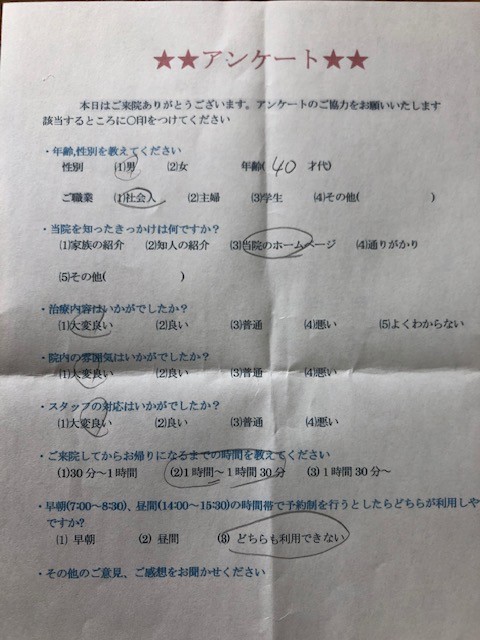 ★★アンケート★★
本日はご来院ありがとうございます。アンケートのご協力をお願いいたします
該当するところに〇印をつけてください
・年齢,性別を教えてください
性別 (1)男 (2)女 年齢( 40 才代)
ご職業 (1)社会人 (2)主婦 (3)学生 (4)その他( )
・当院を知ったきっかけは何ですか？
(1)家族の紹介 (2)知人の紹介 (3)当院のホームページ (4)通りがかり
(5)その他( )
・治療内容はいかがでしたか？
(1)大変良い (2)良い (3)普通 (4)悪い (5)よくわからない
・院内の雰囲気はいかがでしたか？
(1)大変良い (2)良い (3)普通 (4)悪い
・スタッフの対応はいかがでしたか？
(1)大変良い (2)良い (3)普通 (4)悪い
・ご来院してからお帰りになるまでの時間を教えてください
(1)30分～1時間 (2)1時間～1時間30分 (3)1時間30分～
・早朝(7:00～8:30)、昼間(14:00～15:30)の時間帯で予約制を行うとしたらどちらが利用しや
ですか?
(1) 早朝 (2) 昼間 (3) どちらも利用できない
・その他のご意見、ご感想をお聞かせください